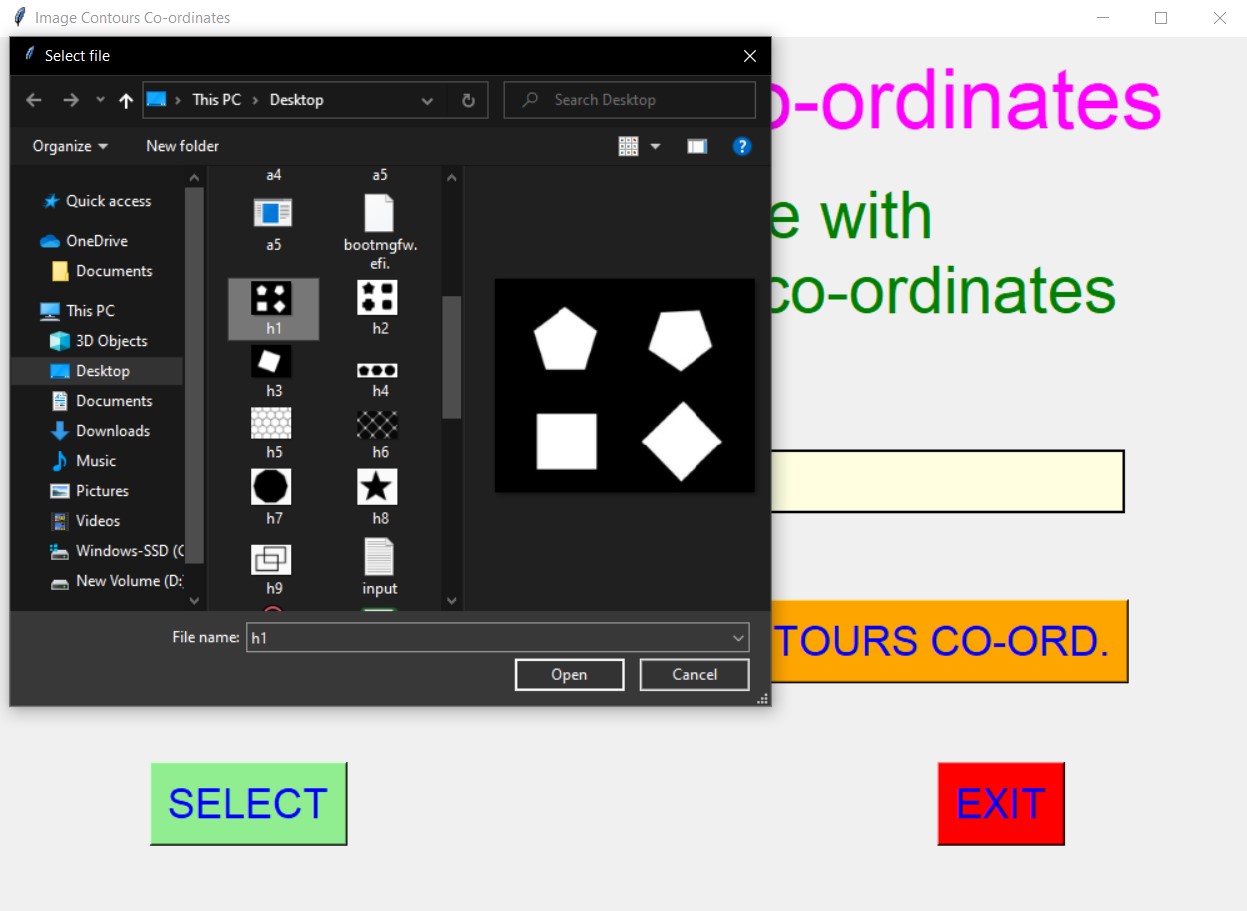 Image Contours Co-ordinates
Select file
o-ordinates
This PC
Desktop
Search Desktop
Organize
New folder
e with
co-ordinates
Quick access
OneDrive
Documents
This PC
3D Objects
Desktop
Documents
Downloads
Music
Pictures
Videos
Windows-SSD (C
New Volume (D:
a4 a5
a5 bootmgfw.
efi.
h1 h2
h3 h4
h5 h6
h7 h8
h9 input
File name: h1
Open Cancel
TOURS CO-ORD.
SELECT
EXIT